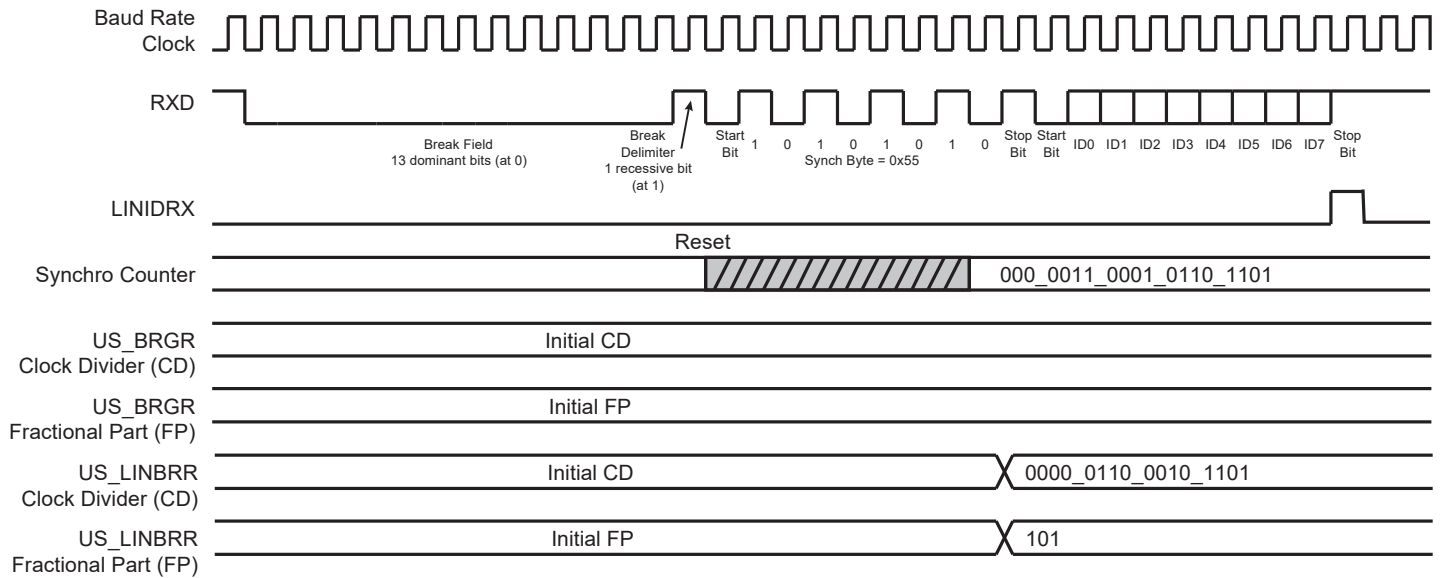 Baud Rate
Clock
RXD
Break Field
13 dominant bits (at 0)
Break
Delimiter
1 recessive bit
(at 1)
Start
Bit
1 0 1 0 1 0 1 0
Synch Byte = 0x55
Stop
Bit
Start
Bit
ID0 ID1 ID2 ID3 ID4 ID5 ID6 ID7
Stop
Bit
LINIDRX
Reset
Synchro Counter
000_0011_0001_0110_1101
US_BRGR
Clock Divider (CD)
Initial CD
US_BRGR
Fractional Part (FP)
Initial FP
US_LINBRR
Clock Divider (CD)
Initial CD
0000_0110_0010_1101
US_LINBRR
Fractional Part (FP)
Initial FP
101